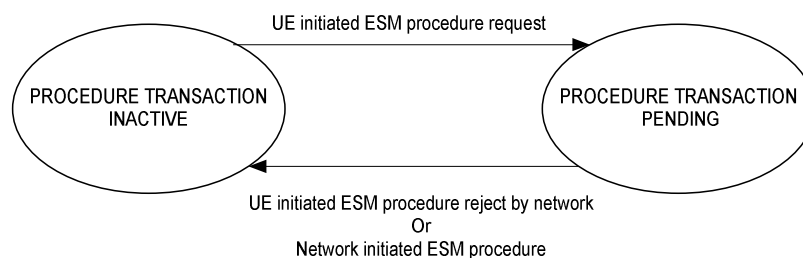 UE initiated ESM procedure request
PROCEDURE TRANSACTION
INACTIVE
PROCEDURE TRANSACTION
PENDING
UE initiated ESM procedure reject by network
Or
Network initiated ESM procedure